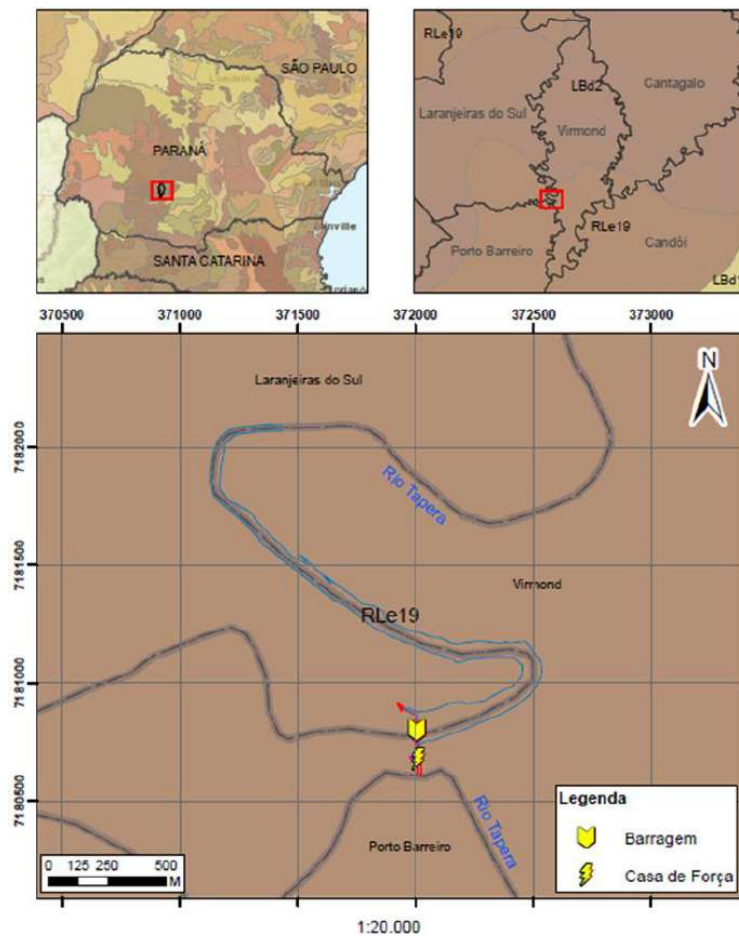 SÃO PAULO
PARANÁ
SANTA CATARINA
RLe19
Cantagalo
LBd2
Laranjeiras do Sul
Virmond
RLe19
Porto Barreiro
Candói
370500 371000 371500 372000 372500 373000
Laranjeiras do Sul
N
7182000
Rio Tapera
7181500
Virmond
RLe19
7181000
7180500
Rio Tapera
Porto Barreiro
Legenda
Barragem
Casa de Força
0 125 250 500
M
1:20.000